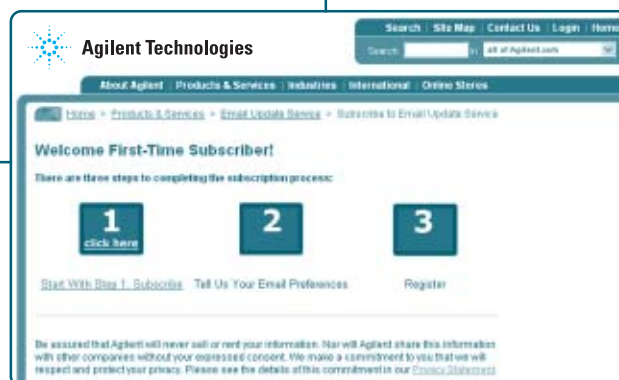 Search | Site Map | Contact Us | Login | Home
Agilent Technologies
Search in all of Agilent.com
About Agilent | Products & Services | Industries | International | Online Stores
Home > Products & Services > Email Update Service > Subscribe to Email Update Service
Welcome First-Time Subscriber!
There are three steps to completing the subscription process:
1 2 3
click here
Start With Step 1: Subscribe Tell Us Your Email Preferences Register
Be assured that Agilent will never sell or rent your information. Nor will Agilent share this information
with other companies without your expressed consent. We make a commitment to you that we will
respect and protect your privacy. Please see the details of this commitment in our Privacy Statement